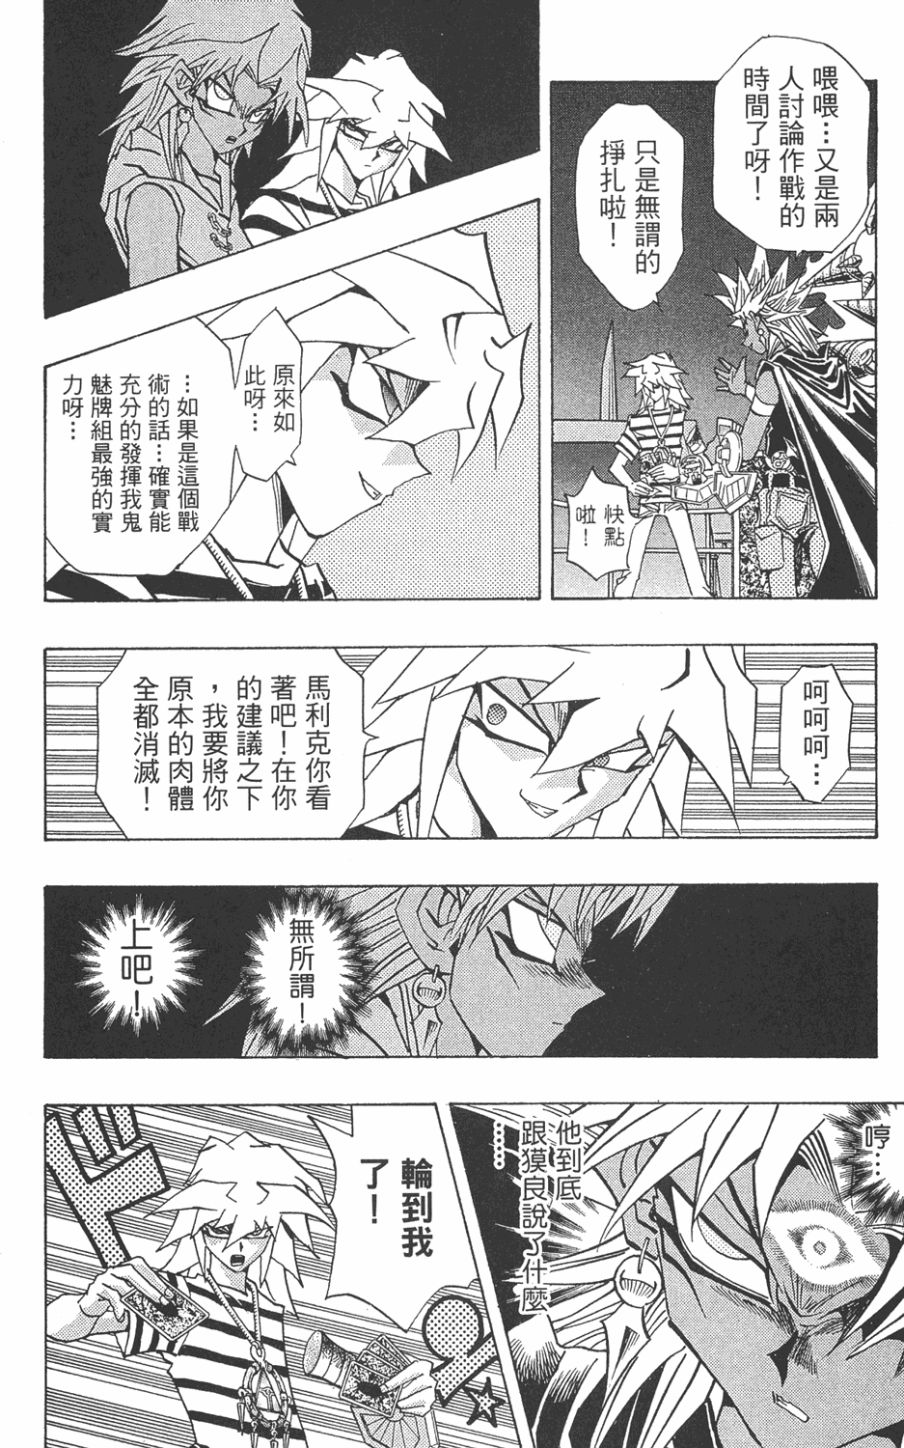 喂喂…又是兩
人討論作戰的
時間了呀！
只是無謂的
掙扎啦！
快點
啦！
原來如
此呀…
…如果是這個戰
術的話…確實能
充分的發揮我鬼
魅牌組最強的實
力呀…
呵呵呵…
馬利克你看
著吧！在你
的建議之下
，我要將你
原本的肉體
全都消滅！
無所謂！
上吧！
哼…
他到底
跟獏良說了什麼
……
輪到我
了！
ドン